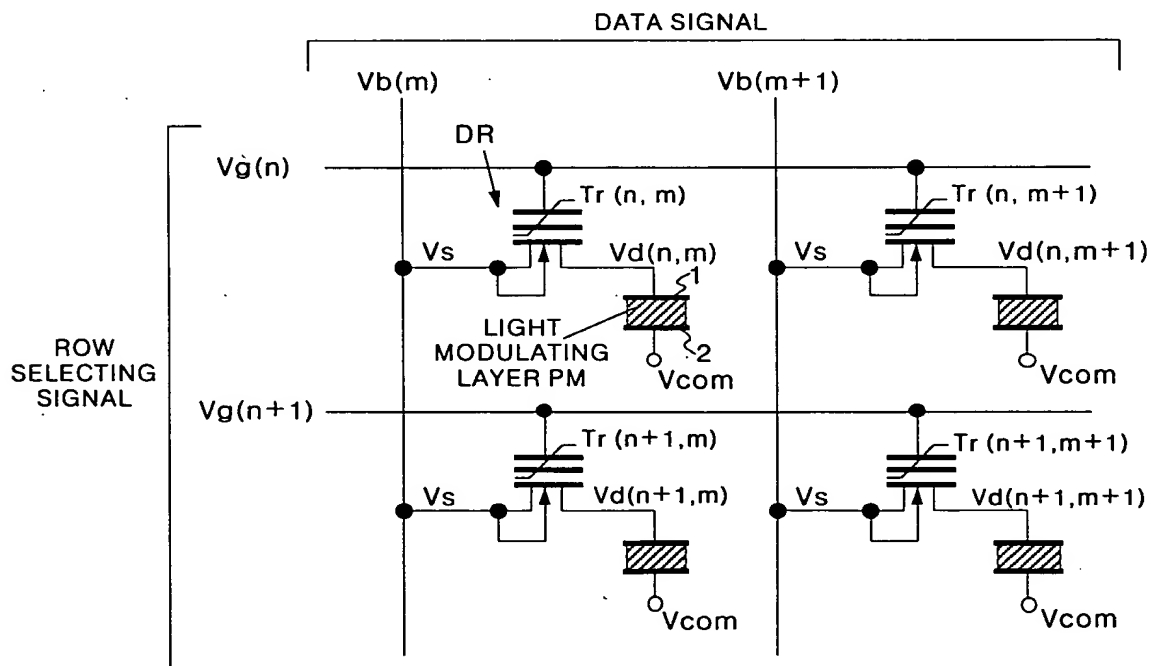 DATA SIGNAL
Vb(m)
Vb(m+1)
DR
Vg(n)
Tr (n, m)
Tr (n, m+1)
Vs
Vd(n,m)
Vs
Vd(n,m+1)
1
LIGHT
MODULATING
LAYER PM
2
Vcom
Vcom
ROW
SELECTING
SIGNAL
Vg(n+1)
Tr (n+1,m)
Tr (n+1,m+1)
Vs
Vd(n+1,m)
Vs
Vd(n+1,m+1)
Vcom
Vcom